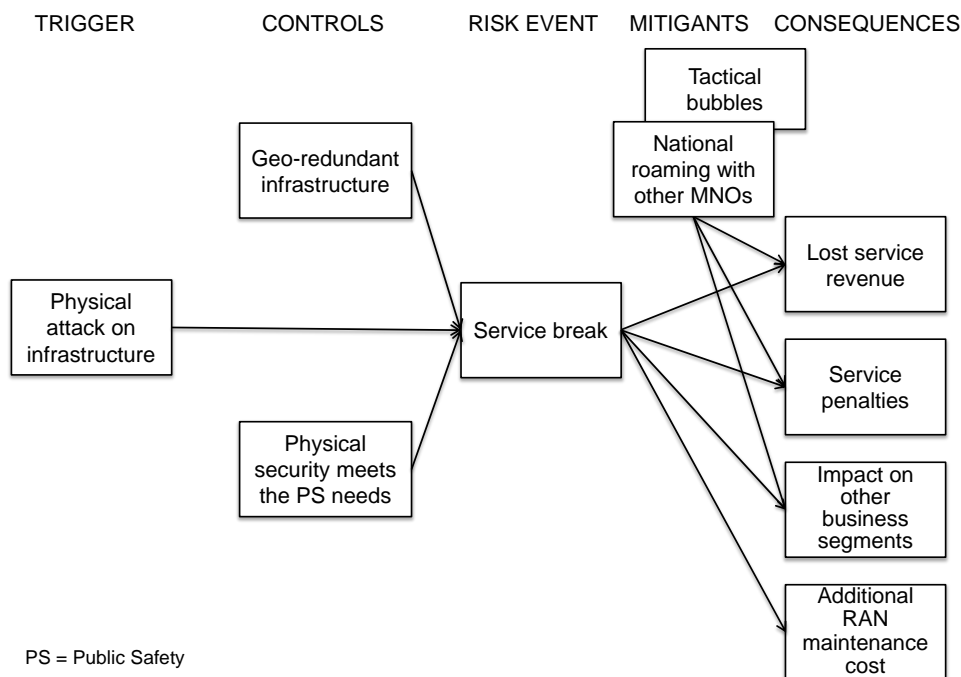 TRIGGER
CONTROLS
RISK EVENT
MITIGANTS
CONSEQUENCES
Tactical
bubbles
Geo-redundant
infrastructure
National
roaming with
other MNOs
Lost service
revenue
Physical
attack on
infrastructure
Service break
Service
penalties
Physical
security meets
the PS needs
Impact on
other
business
segments
Additional
RAN
maintenance
cost
PS = Public Safety